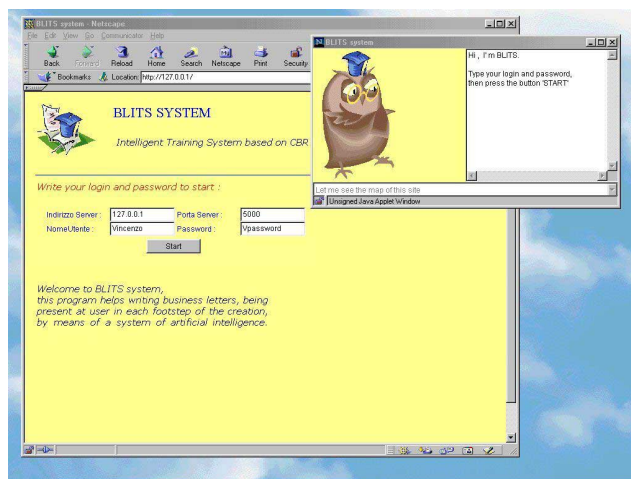 BLITS system - Netscape
File Edit View Go Communicator Help
Back Forward Reload Home Search Netscape Print Security
Bookmarks Location: http://127.0.0.1/
BLITS SYSTEM
Intelligent Training System based on CBR
Write your login and password to start :
Indirizzo Server : 127.0.0.1 Porta Server : 5000
NomeUtente : Vincenzo Password : Vpassword
Start
Welcome to BLITS system,
this program helps writing business letters, being
present at user in each footstep of the creation,
by means of a system of artificial intelligence.
BLITS system
Hi , I'm BLITS.
Type your login and password,
then press the button 'START'
Let me see the map of this site
Unsigned Java Applet Window